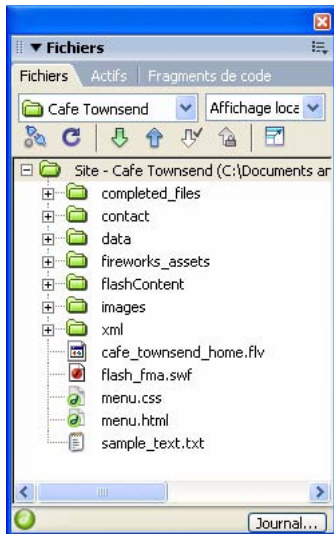 Fichiers
Fichiers Actifs Fragments de code
Cafe Townsend Affichage loca
Site - Cafe Townsend (C:\Documents ar
completed_files
contact
data
fireworks_assets
flashContent
images
xml
cafe_townsend_home.flv
flash_fma.swf
menu.css
menu.html
sample_text.txt
Journal...